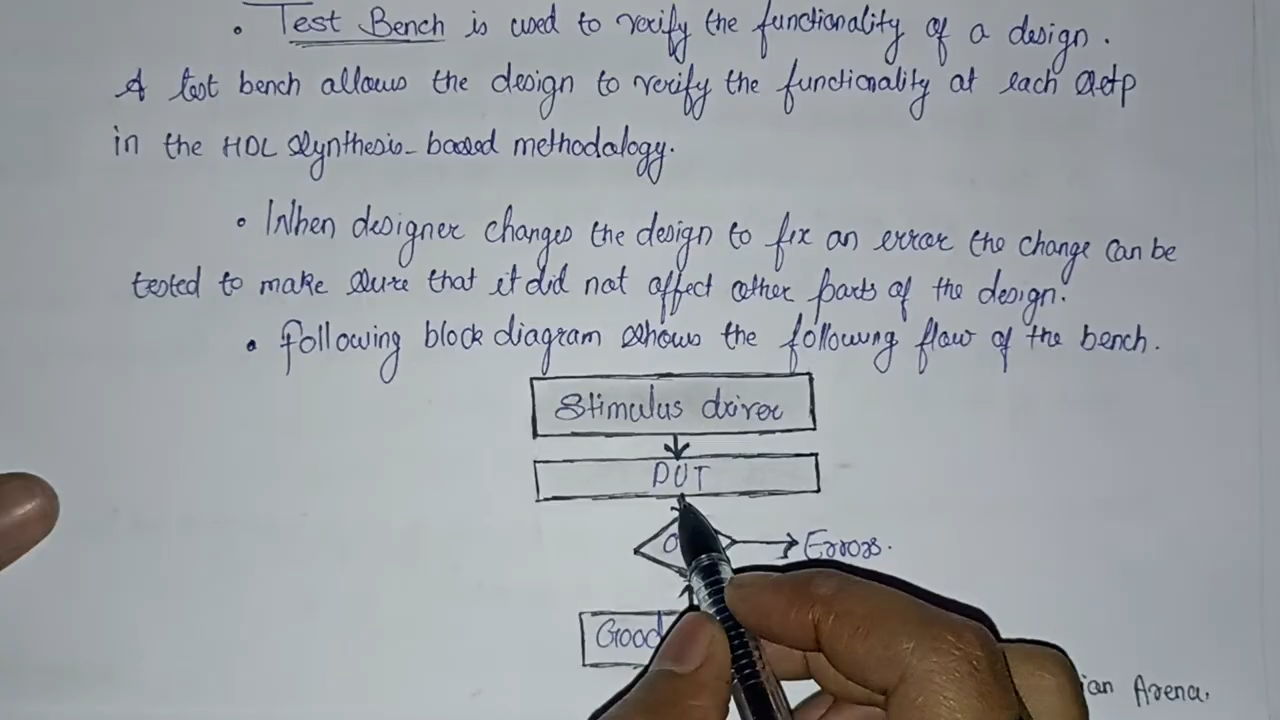 • Test Bench is used to verify the functionality of a design.
A test bench allows the design to verify the functionality at each step
in the HDL synthesis-based methodology.
• When designer changes the design to fix an error the change can be
tested to make sure that it did not affect other parts of the design.
• Following block diagram shows the following flow of the bench.
Stimulus driver
DUT
Errors.
Good
Arena.